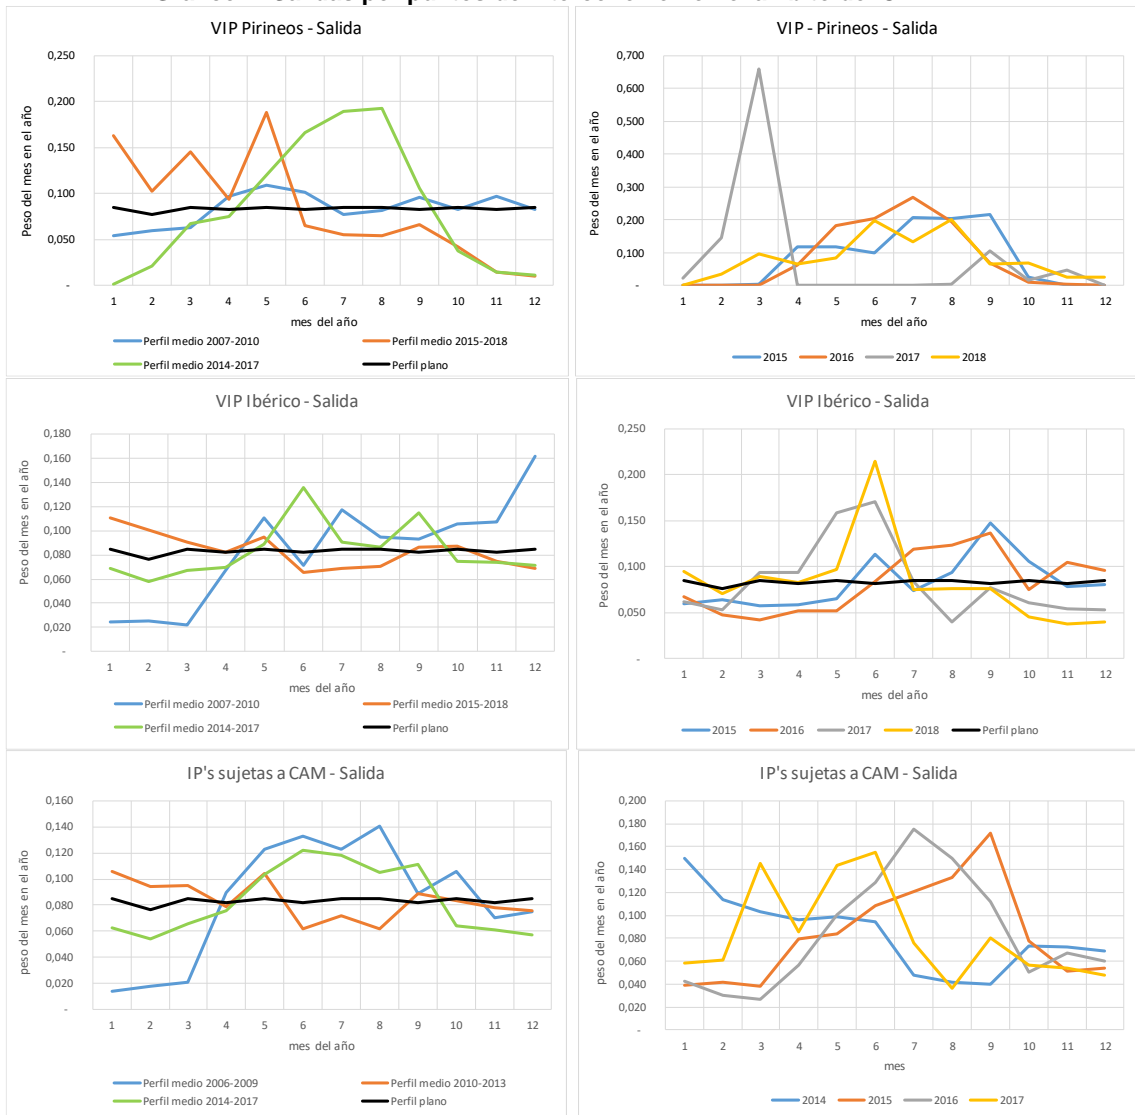 VIP Pirineos - Salida
0,250
0,200
0,150
0,100
0,050
-
Peso del mes en el año
1 2 3 4 5 6 7 8 9 10 11 12
mes del año
Perfil medio 2007-2010 Perfil medio 2015-2018
Perfil medio 2014-2017 Perfil plano
VIP - Pirineos - Salida
0,700
0,600
0,500
0,400
0,300
0,200
0,100
-
Peso del mes en el año
1 2 3 4 5 6 7 8 9 10 11 12
mes del año
2015 2016 2017 2018
VIP Ibérico - Salida
0,180
0,160
0,140
0,120
0,100
0,080
0,060
0,040
0,020
-
Peso del mes en el año
1 2 3 4 5 6 7 8 9 10 11 12
mes del año
Perfil medio 2007-2010 Perfil medio 2015-2018
Perfil medio 2014-2017 Perfil plano
VIP Ibérico - Salida
0,250
0,200
0,150
0,100
0,050
-
Peso del mes en el año
1 2 3 4 5 6 7 8 9 10 11 12
mes del año
2015 2016 2017 2018 Perfil plano
IP's sujetas a CAM - Salida
0,160
0,140
0,120
0,100
0,080
0,060
0,040
0,020
-
peso del mes en el año
1 2 3 4 5 6 7 8 9 10 11 12
mes del año
Perfil medio 2006-2009 Perfil medio 2010-2013
Perfil medio 2014-2017 Perfil plano
IP's sujetas a CAM - Salida
0,200
0,180
0,160
0,140
0,120
0,100
0,080
0,060
0,040
0,020
-
peso del mes en el año
1 2 3 4 5 6 7 8 9 10 11 12
mes
2014 2015 2016 2017